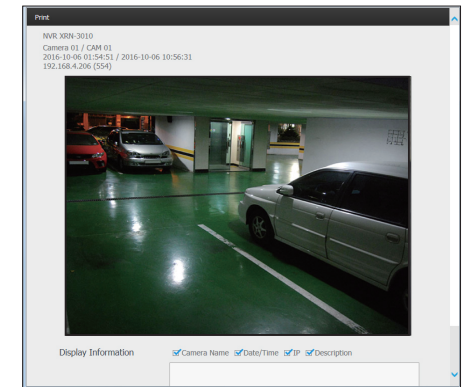 Print
NVR XRN-3010
Camera 01 / CAM 01
2016-10-06 01:54:51 / 2016-10-06 10:56:31
192.168.4.206 (554)
Display Information
Camera Name Date/Time IP Description